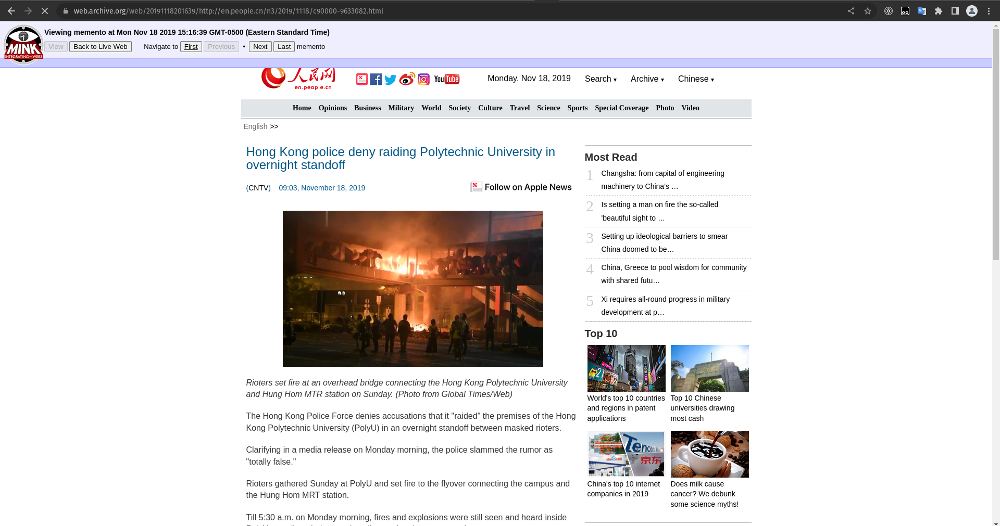 web.archive.org/web/20191118201639/http://en.people.cn/n3/2019/1118/c90000-9633082.html
Viewing memento at Mon Nov 18 2019 15:16:39 GMT-0500 (Eastern Standard Time)
View Back to Live Web Navigate to First Previous • Next Last memento
MINK
INTEGRATING THE WEBS
人民网
en.people.cn
You Tube
Monday, Nov 18, 2019 Search ▾ Archive ▾ Chinese ▾
Home Opinions Business Military World Society Culture Travel Science Sports Special Coverage Photo Video
English >>
Hong Kong police deny raiding Polytechnic University in
overnight standoff
(CNTV) 09:03, November 18, 2019
Follow on Apple News
Rioters set fire at an overhead bridge connecting the Hong Kong Polytechnic University
and Hung Hom MTR station on Sunday. (Photo from Global Times/Web)
The Hong Kong Police Force denies accusations that it "raided" the premises of the Hong
Kong Polytechnic University (PolyU) in an overnight standoff between masked rioters.
Clarifying in a media release on Monday morning, the police slammed the rumor as
"totally false."
Rioters gathered Sunday at PolyU and set fire to the flyover connecting the campus and
the Hung Hom MRT station.
Till 5:30 a.m. on Monday morning, fires and explosions were still seen and heard inside
Most Read
1 Changsha: from capital of engineering
machinery to China's …
2 Is setting a man on fire the so-called
'beautiful sight to …
3 Setting up ideological barriers to smear
China doomed to be…
4 China, Greece to pool wisdom for community
with shared futu…
5 Xi requires all-round progress in military
development at p…
Top 10
21
World's top 10 countries
and regions in patent
applications
Top 10 Chinese
universities drawing
most cash
Tencent
京东
China's top 10 internet
companies in 2019
Does milk cause
cancer? We debunk
some science myths!